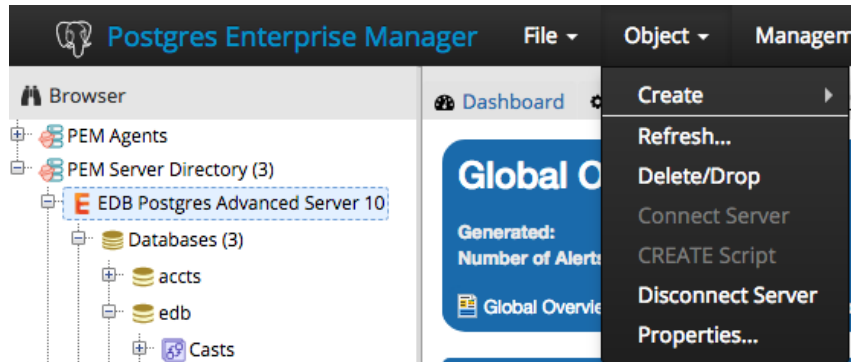 Postgres Enterprise Manager File Object Managem
Browser
PEM Agents
PEM Server Directory (3)
EDB Postgres Advanced Server 10
Databases (3)
accts
edb
Casts
Dashboard
Global O
Generated:
Number of Alerts
Global Overvie
Create
Refresh...
Delete/Drop
Connect Server
CREATE Script
Disconnect Server
Properties...